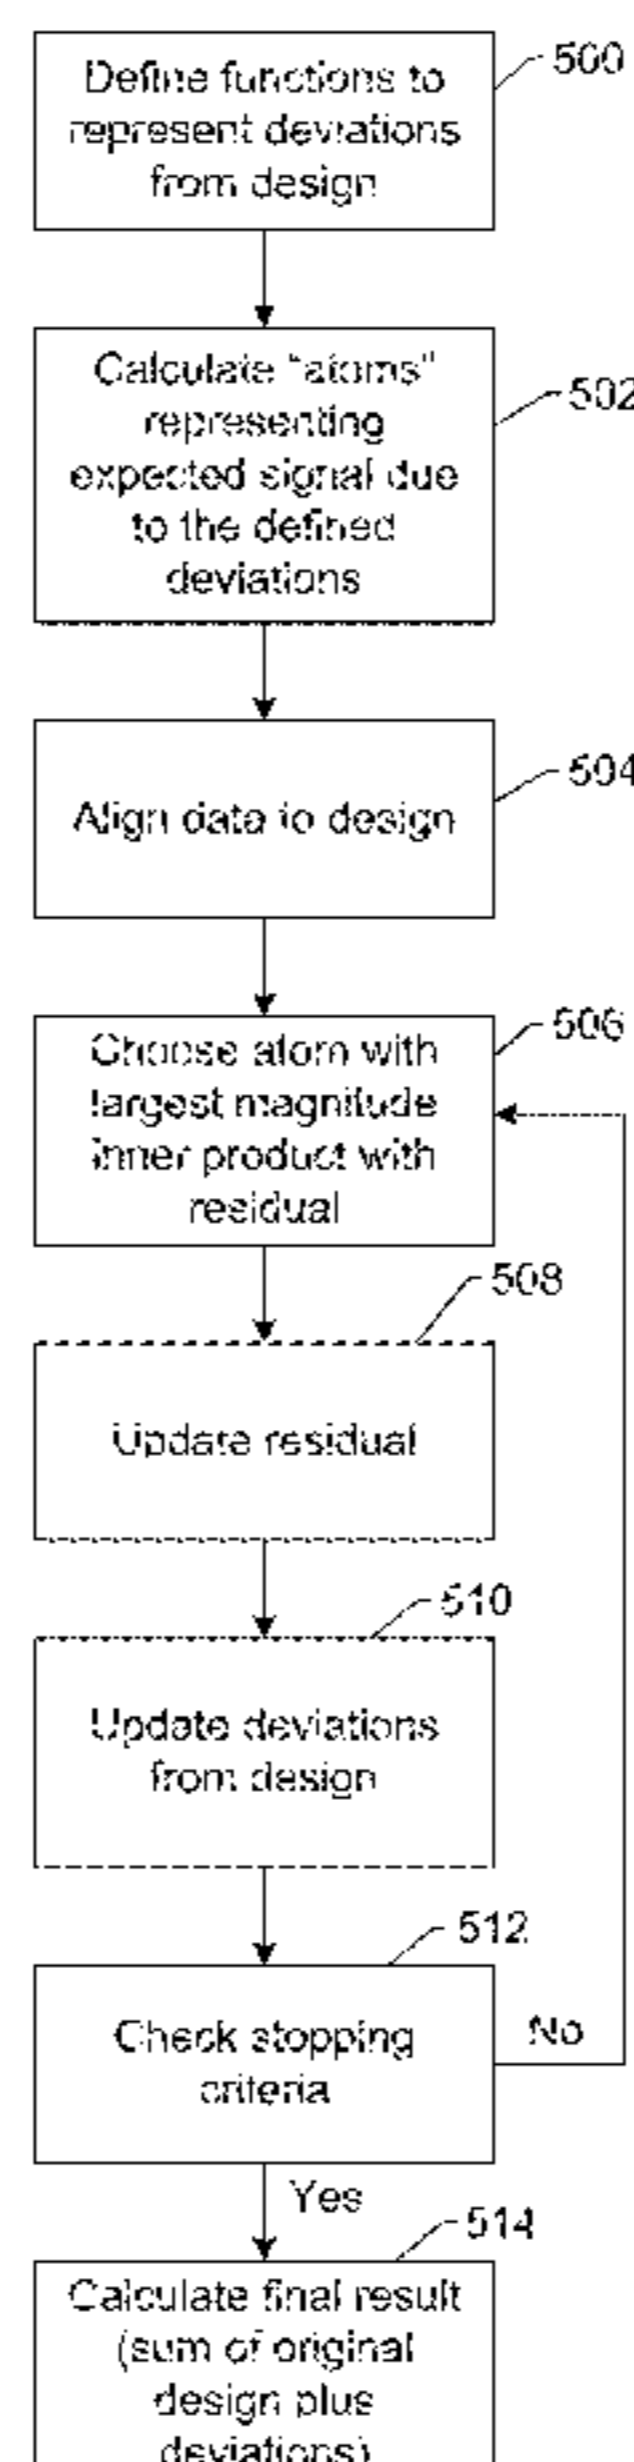 500
Define functions to
represent deviations
from design
502
Calculate "atoms"
representing
expected signal due
to the defined
deviations
504
Align data to design
506
Choose atom with
largest magnitude
inner product with
residual
508
Update residual
510
Update deviations
from design
512
Check stopping
criteria
No
Yes
514
Calculate final result
(sum of original
design plus
deviations)